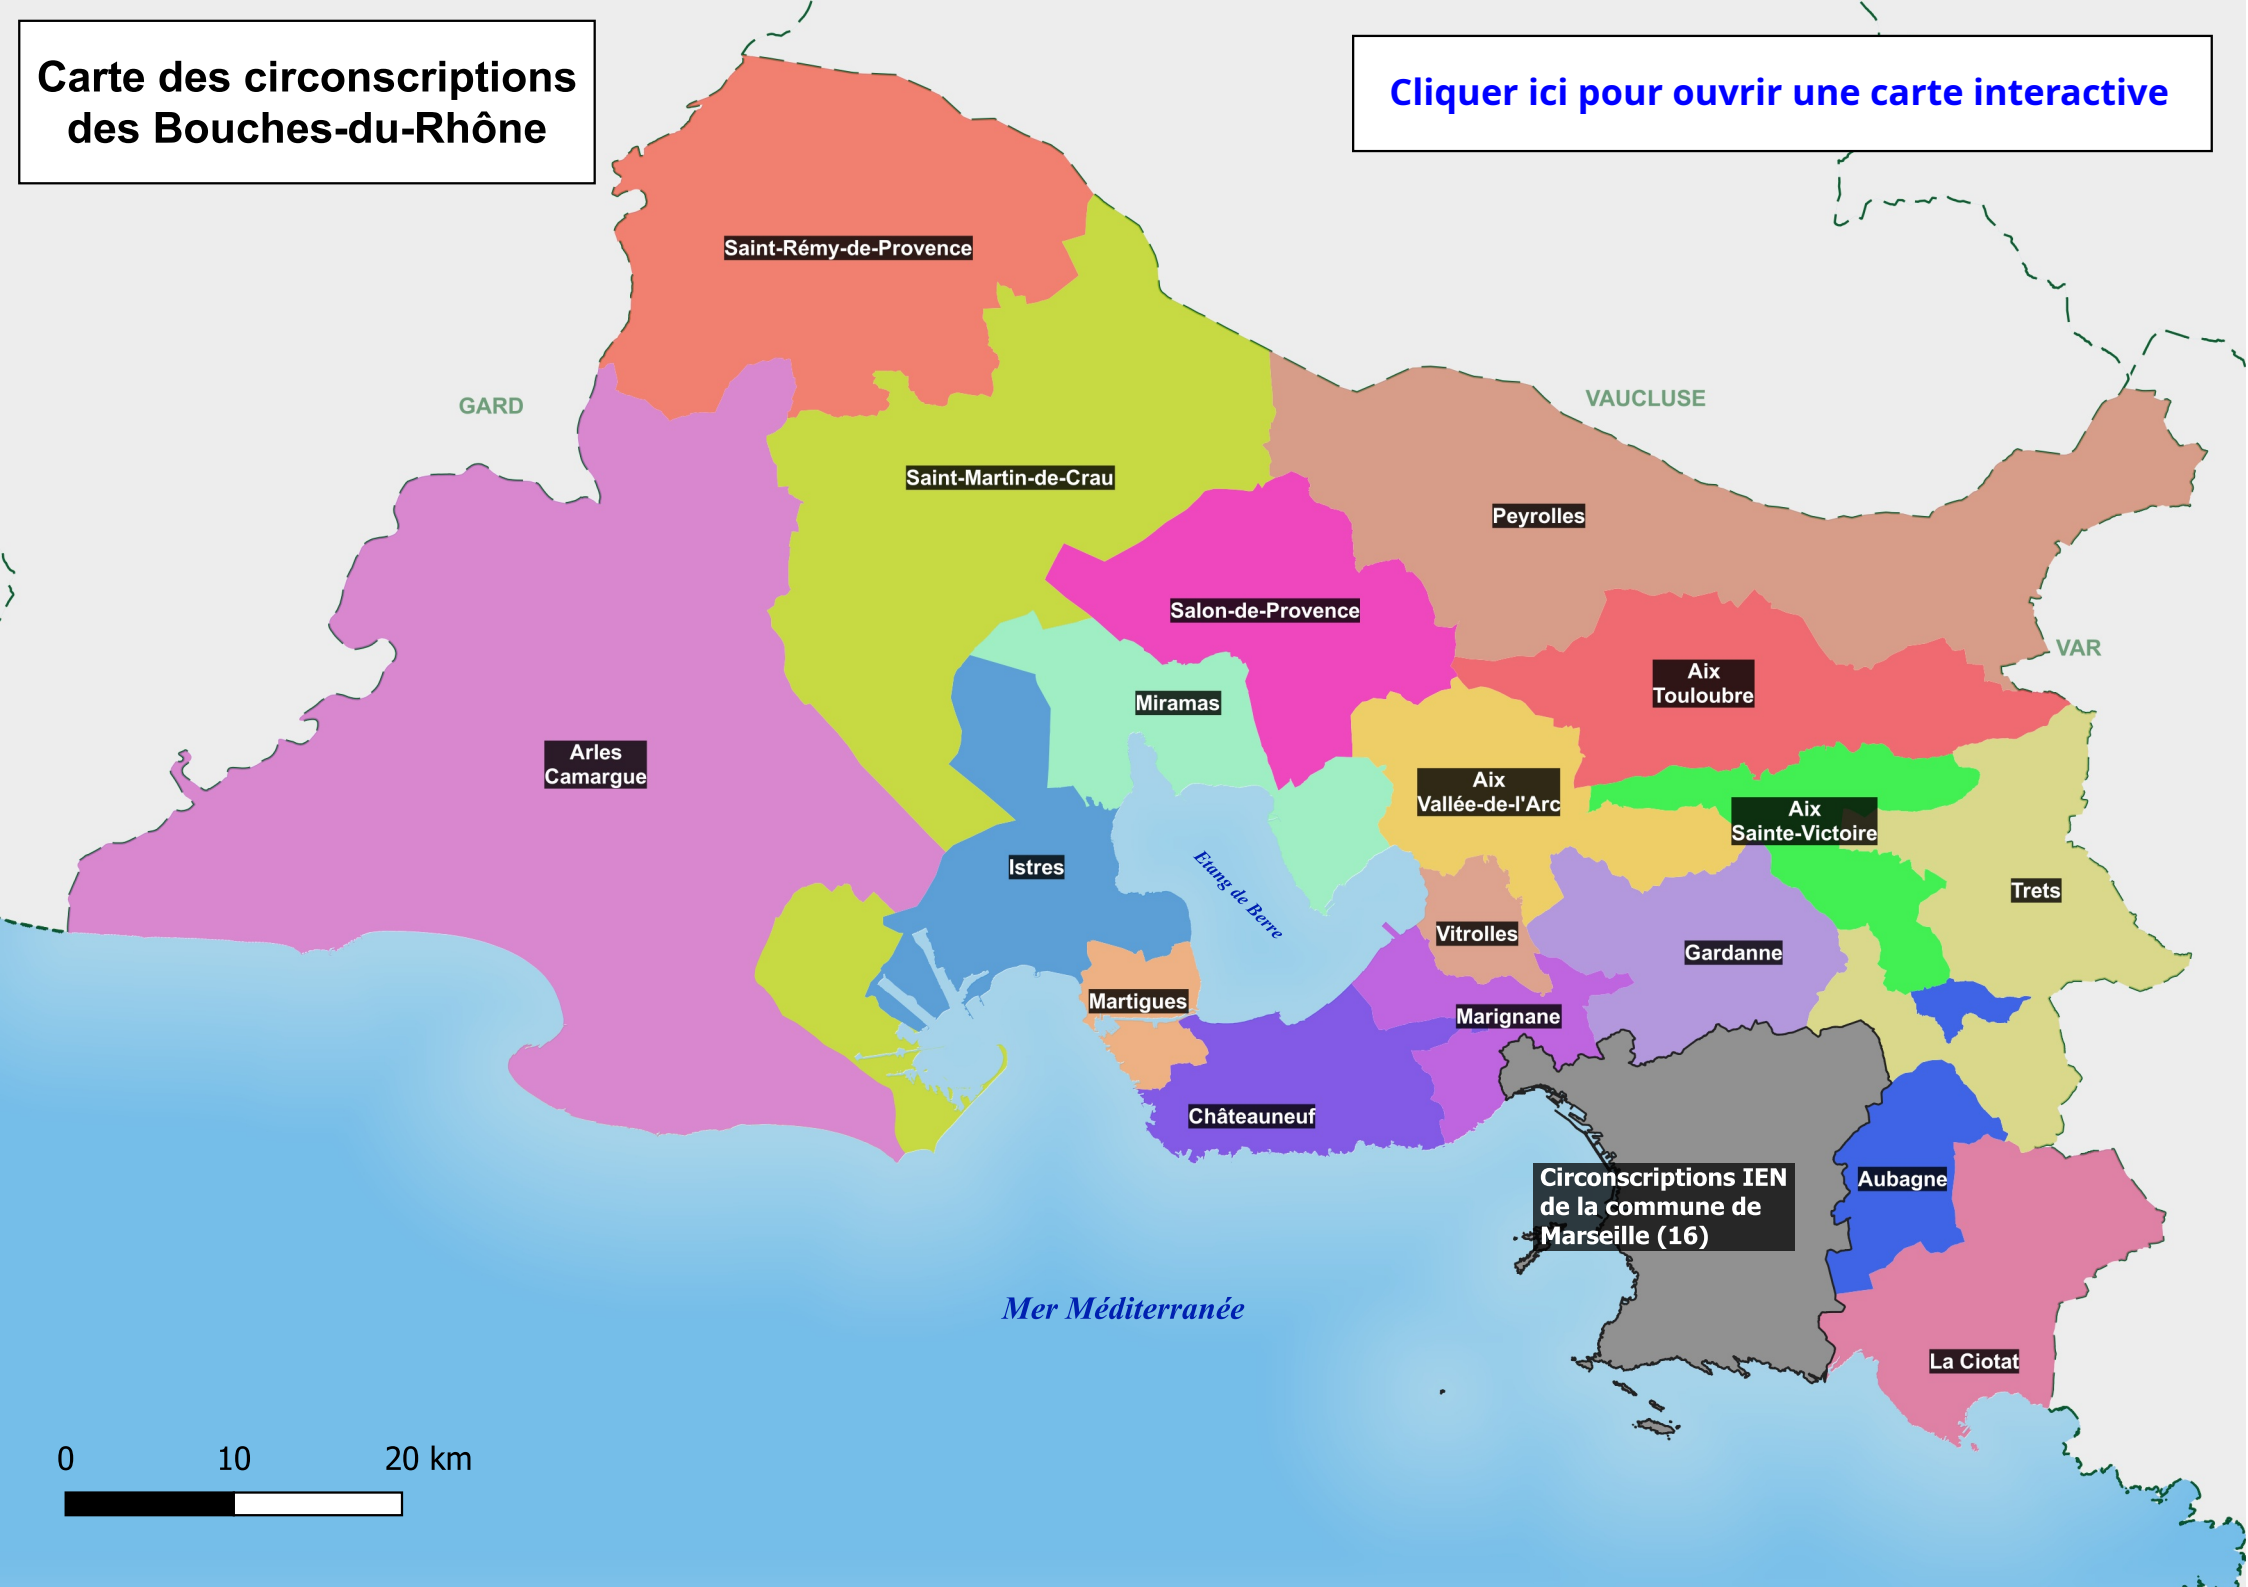 Carte des circonscriptions
des Bouches-du-Rhône
Cliquer ici pour ouvrir une carte interactive
Saint-Rémy-de-Provence
GARD
VAUCLUSE
Saint-Martin-de-Crau
Peyrolles
Salon-de-Provence
VAR
Aix
Touloubre
Miramas
Arles
Camargue
Aix
Vallée-de-l'Arc
Aix
Sainte-Victoire
Istres
Etang de Berre
Trets
Vitrolles
Gardanne
Martigues
Marignane
Châteauneuf
Circonscriptions IEN
de la commune de
Marseille (16)
Aubagne
Mer Méditerranée
La Ciotat
0 10 20 km